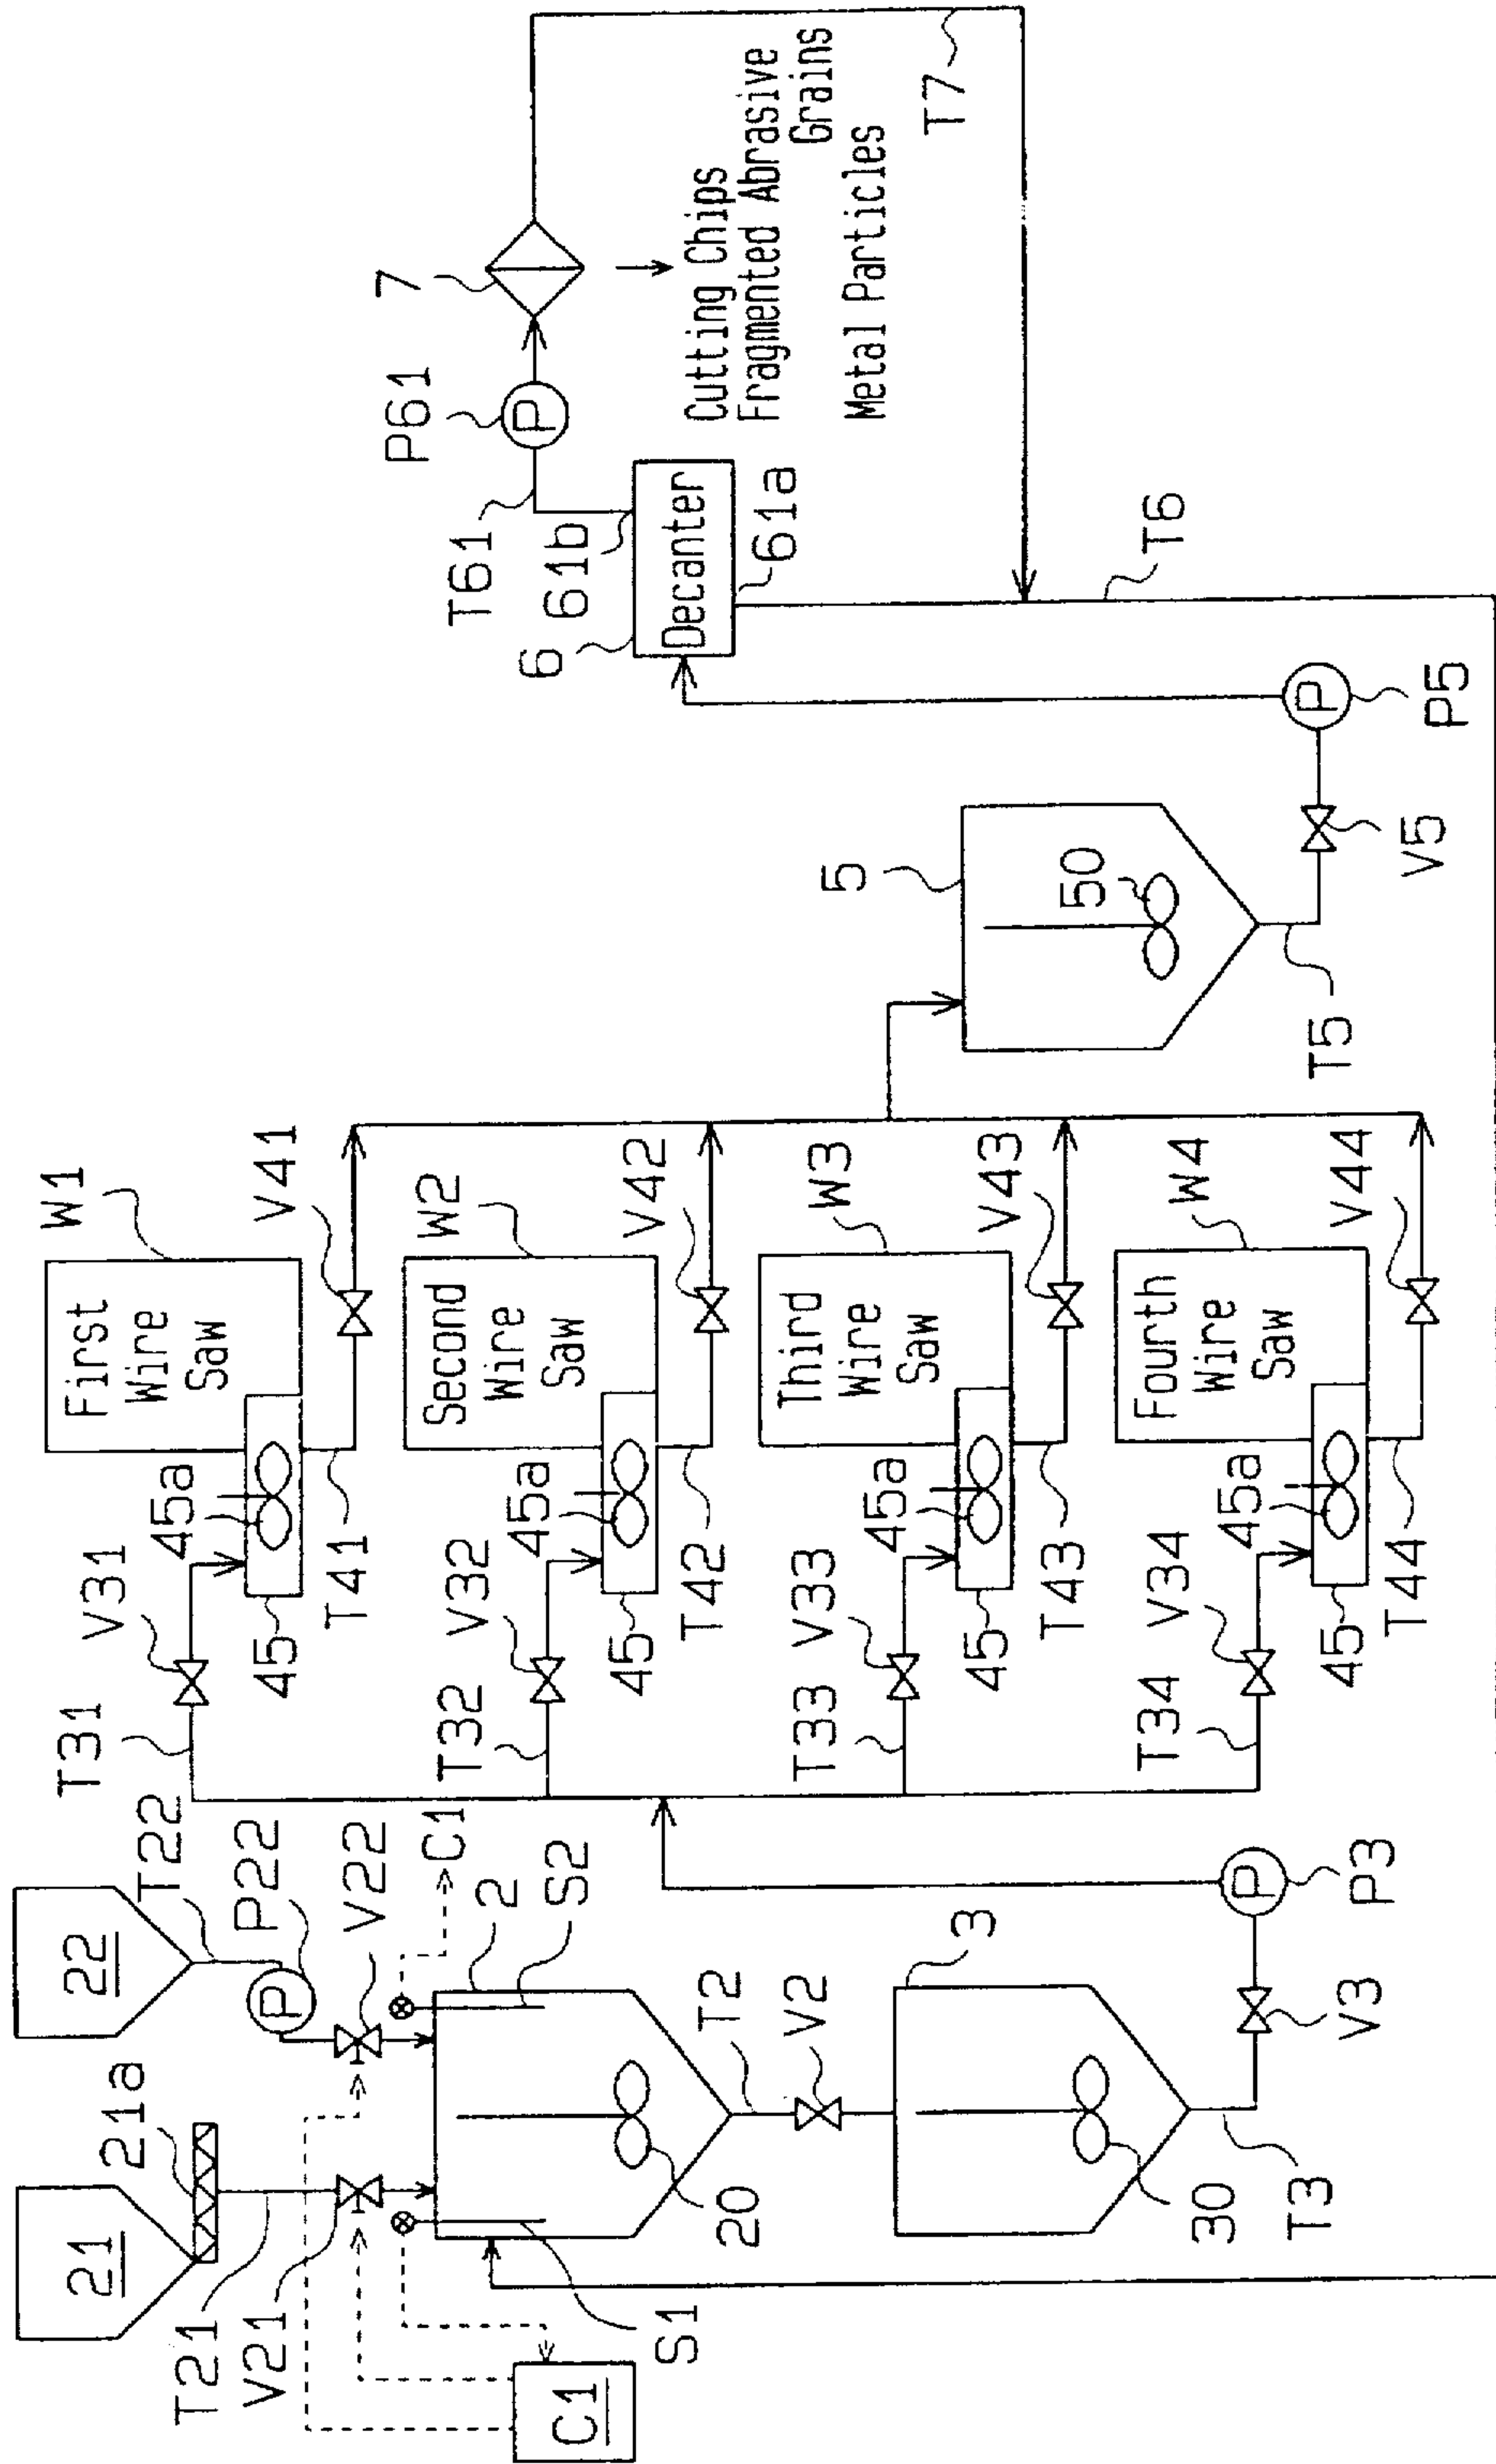 21
21a
T21
V21
C1
S1
22
T22
P22
V22
C1
2
S2
20
T2
V2
3
30
T3
V3
P
P
P3
T31
V31
45a
45
T41
First
Wire
Saw
W1
V41
T32
V32
45a
45
T42
Second
Wire
Saw
W2
V42
T33
V33
45a
45
T43
Third
Wire
Saw
W3
V43
T34
V34
45a
45
T44
Fourth
Wire
Saw
W4
V44
5
50
T5
V5
P
P5
6
Decanter
61a
61b
T61
P
P61
7
Cutting Chips
Fragmented Abrasive
Grains
Metal Particles
T7
T6